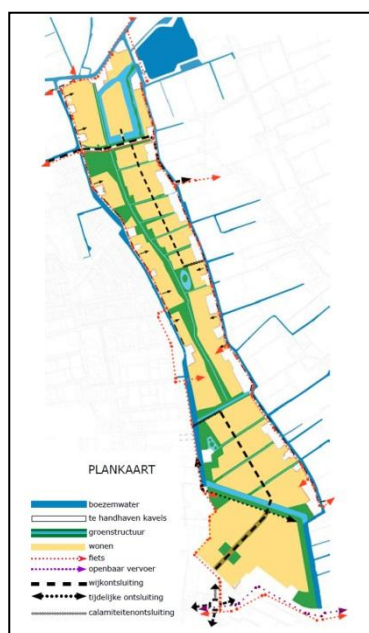 PLANKAART
boezemwater
te handhaven kavels
groenstructuur
wonen
fiets
openbaar vervoer
wijkontsluiting
tijdelijke ontsluiting
calamiteitenontsluiting